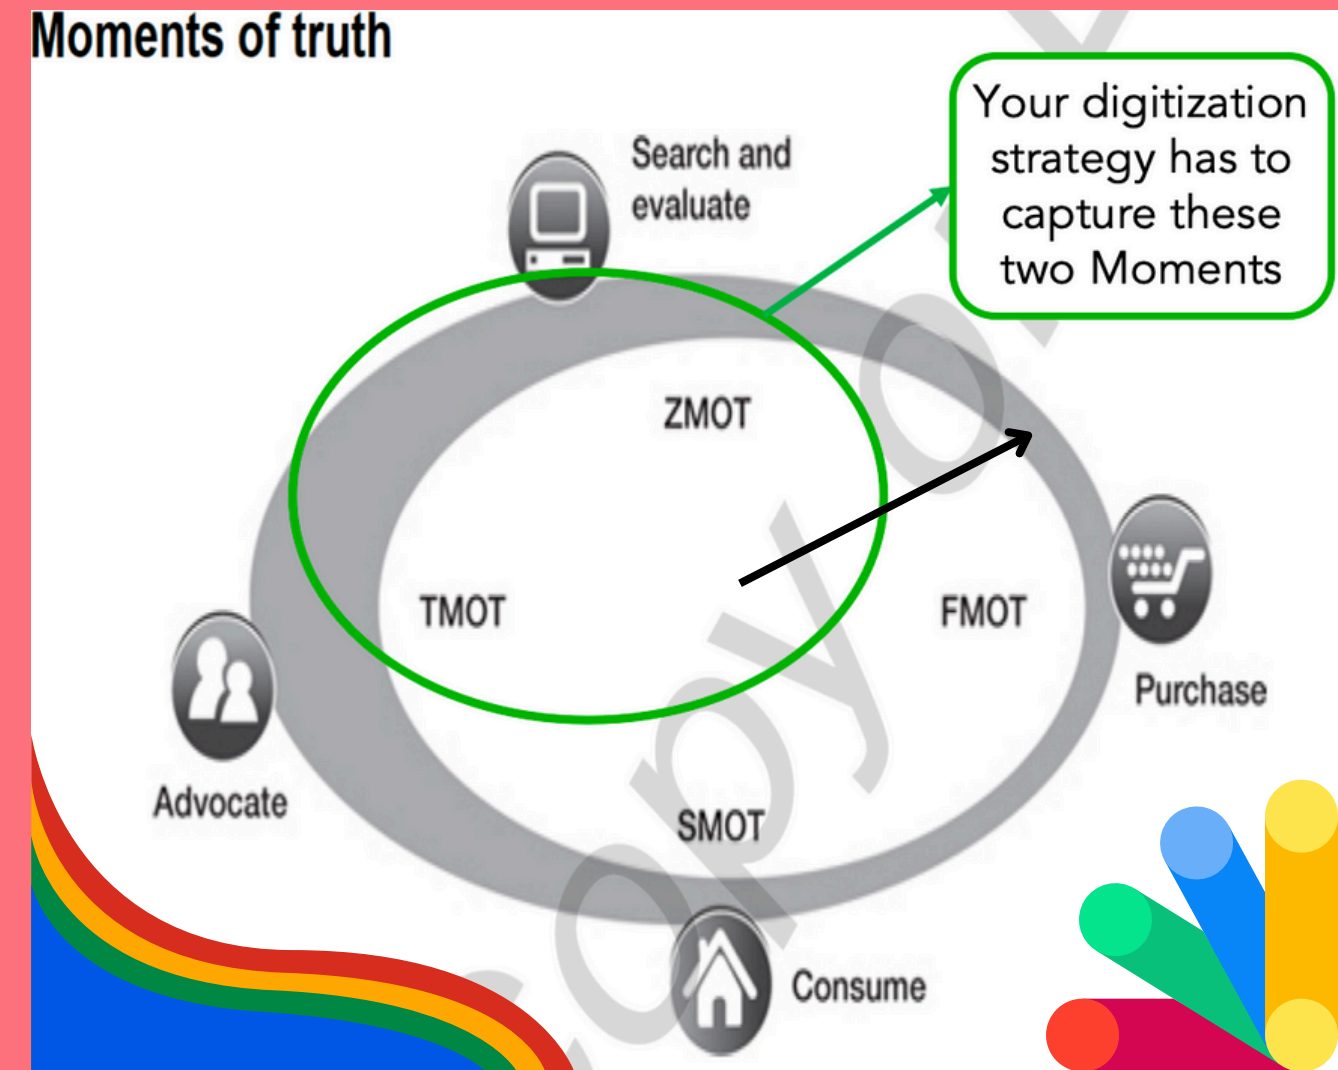 Moments of truth
Your digitization
strategy has to
capture these
two Moments
Search and
evaluate
ZMOT
TMOT
FMOT
Purchase
Advocate
SMOT
Consume
copy